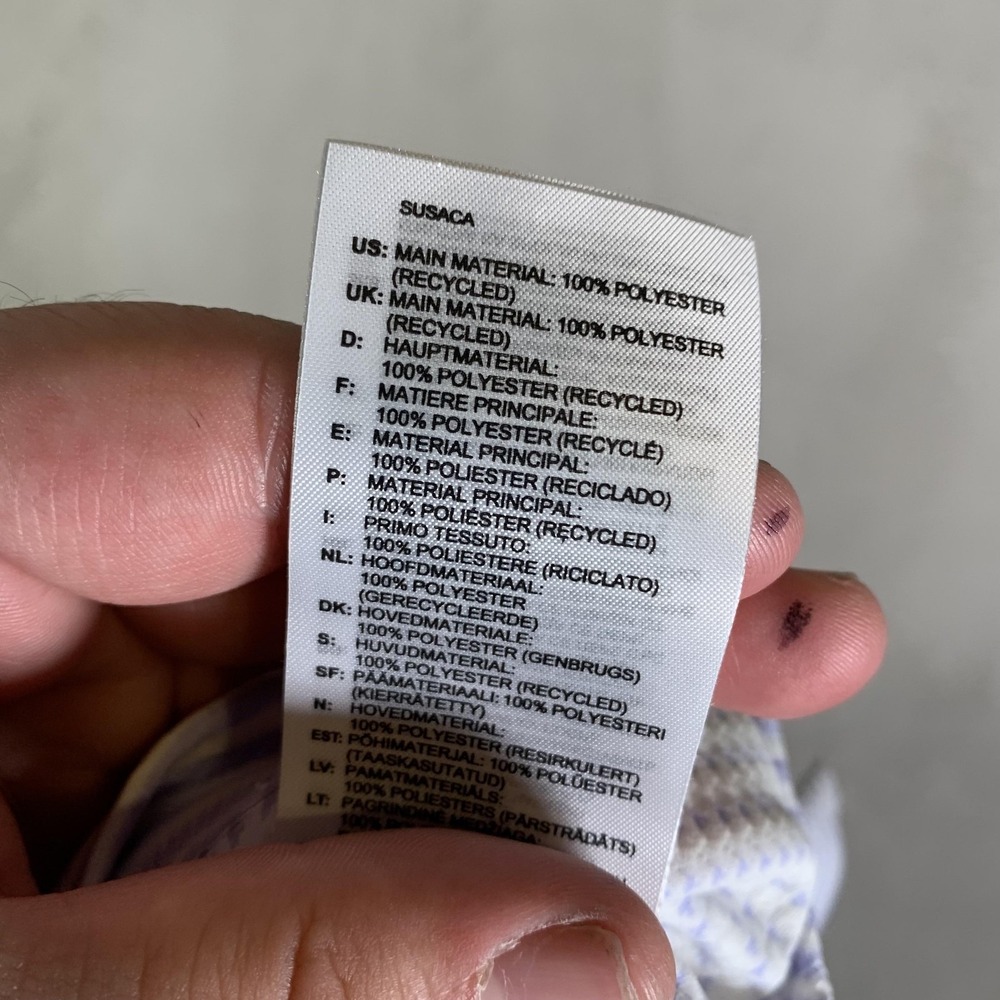 SUSACA
US: MAIN MATERIAL: 100% POLYESTER
(RECYCLED)
UK: MAIN MATERIAL: 100% POLYESTER
(RECYCLED)
D: HAUPTMATERIAL:
100% POLYESTER (RECYCLED)
F: MATIERE PRINCIPALE:
100% POLYESTER (RECYCLÉ)
E: MATERIAL PRINCIPAL:
100% POLIESTER (RECICLADO)
P: MATERIAL PRINCIPAL:
100% POLIÉSTER (RECYCLED)
I: PRIMO TESSUTO:
100% POLIESTERE (RICICLATO)
NL: HOOFDMATERIAAL:
100% POLYESTER
(GERECYCLEERDE)
DK: HOVEDMATERIALE:
100% POLYESTER (GENBRUGS)
S: HUVUDMATERIAL:
100% POLYESTER (RECYCLED)
SF: PÄÄMATERIAALI: 100% POLYESTERI
(KIERRÄTETTY)
N: HOVEDMATERIAL:
100% POLYESTER (RESIRKULERT)
EST: PÕHIMATERJAL: 100% POLÜESTER
(TAASKASUTATUD)
LV: PAMATMATERIĀLS:
100% POLIESTERS (PĀRSTRĀDĀTS)
LT: PAGRINDINĖ MEDŽIAGA:
100%